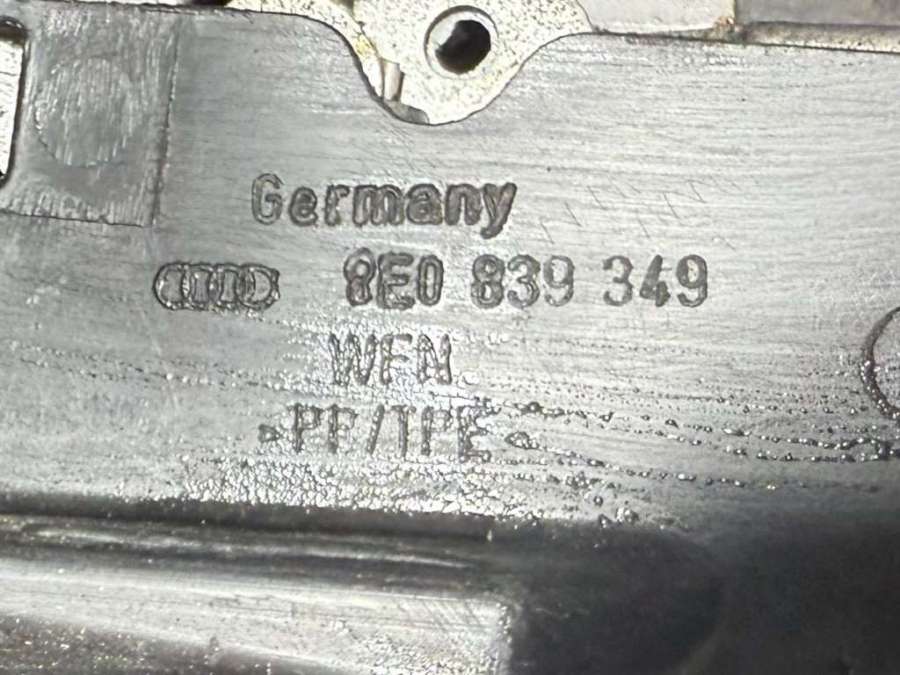 Germany
8E0 839 349
WFN
>PP/TPE<